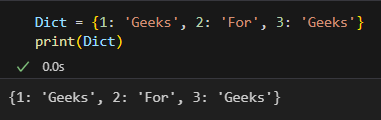 Dict = {1: 'Geeks', 2: 'For', 3: 'Geeks'}
print(Dict)
0.0s
{1: 'Geeks', 2: 'For', 3: 'Geeks'}